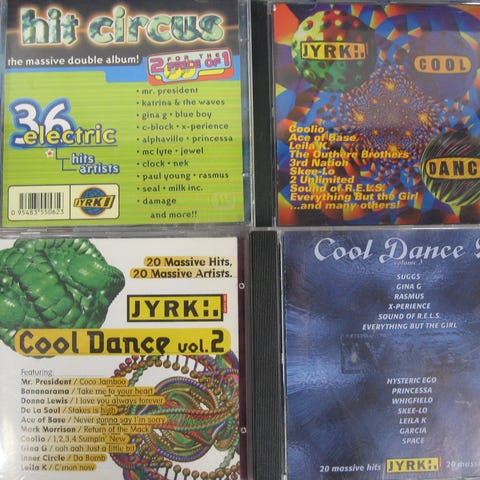 hit circus
the massive double album!
2 FOR THE PRICE OF 1
36
electric
hits
artists
• mr. president
• katrina & the waves
• gina g • blue boy
• c-block • x-perience
• alphaville • princessa
• mc lyte • jewel
• clock • nek
• paul young • rasmus
• seal • milk inc.
• damage
and more!!
JYRKI
0 95483"550623
JYRKI
COOL
DANC
Coolio
Ace of Base
Leila K.
The Outhere Brothers
3rd Nation
Skee-Lo
2 Unlimited
Sound of R.E.L.S.
Everything But the Girl
...and many others!
20 Massive Hits,
20 Massive Artists.
JYRKI
Cool Dance vol.2
Featuring:
Mr. President / Coco Jamboo
Bananarama / Take me to your heart
Donna Lewis / I love you always forever
De La Soul / Stakes is high
Ace of Base / Never gonna say I'm sorry
Mark Morrison / Return of the Mack
Coolio / 1,2,3,4 Sumpin' New
Gina G / ooh aah Just a little bit
Inner Circle / Da Bomb
Leila K / C'mon now
Cool Dance
volume
SUGGS
GINA G
RASMUS
X-PERIENCE
SOUND OF R.E.L.S.
EVERYTHING BUT THE GIRL
HYSTERIC EGO
PRINCESSA
WHIGFIELD
SKEE-LO
LEILA K
GARCIA
SPACE
20 massive hits JYRKI 20 massive